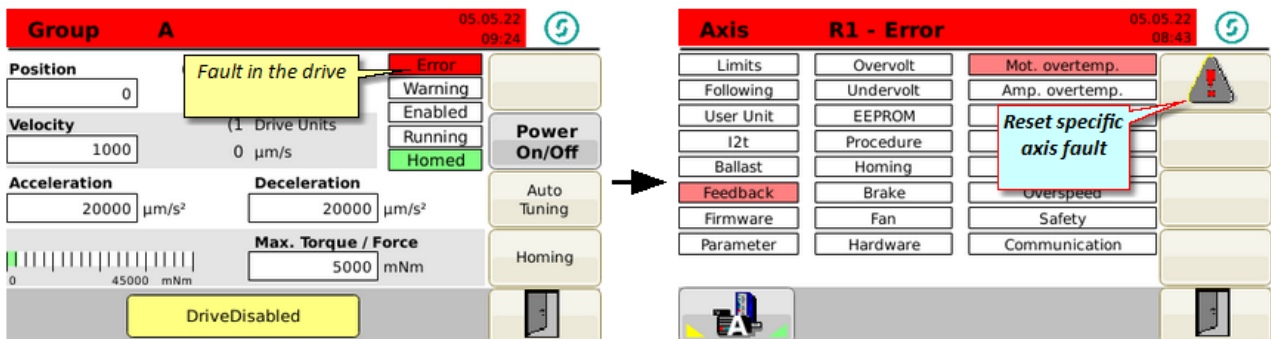 Group A
05.05.22
09:24
Position
0
Fault in the drive
Error
Warning
Enabled
Running
Homed
Velocity
1000
(1 Drive Units
0 µm/s
Power
On/Off
Acceleration
20000 µm/s²
Deceleration
20000 µm/s²
Auto
Tuning
Max. Torque / Force
5000 mNm
0 45000 mNm
Homing
DriveDisabled
Axis R1 - Error
05.05.22
08:43
Limits Overvolt Mot. overtemp.
Following Undervolt Amp. overtemp.
User Unit EEPROM
I2t Procedure
Ballast Homing
Reset specific
axis fault
Feedback Brake Overspeed
Firmware Fan Safety
Parameter Hardware Communication
A